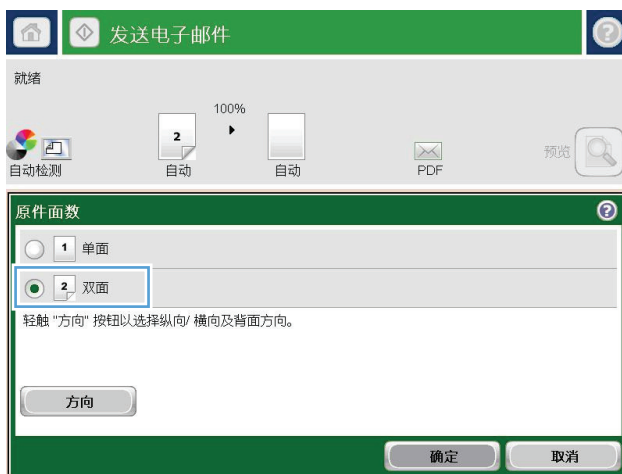 发送电子邮件
?
就绪
100%
2
自动检测
自动
自动
PDF
预览
原件面数
?
1 单面
2 双面
轻触 "方向" 按钮以选择纵向/ 横向及背面方向。
方向
确定
取消